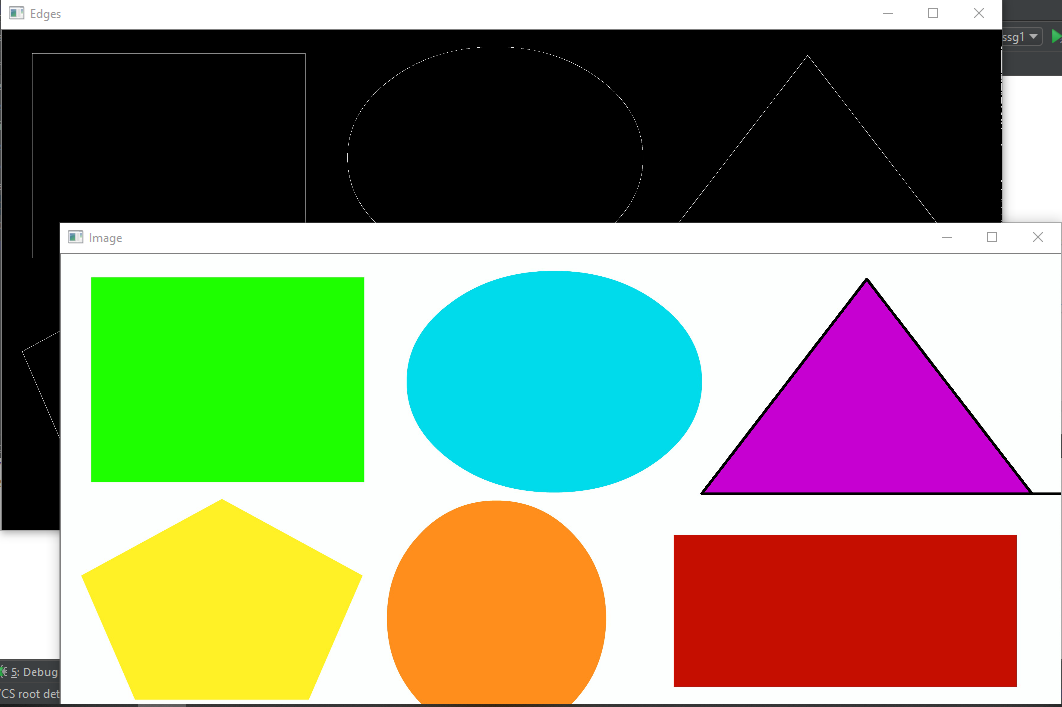 Edges
ssg1
Image
5: Debug
CS root det